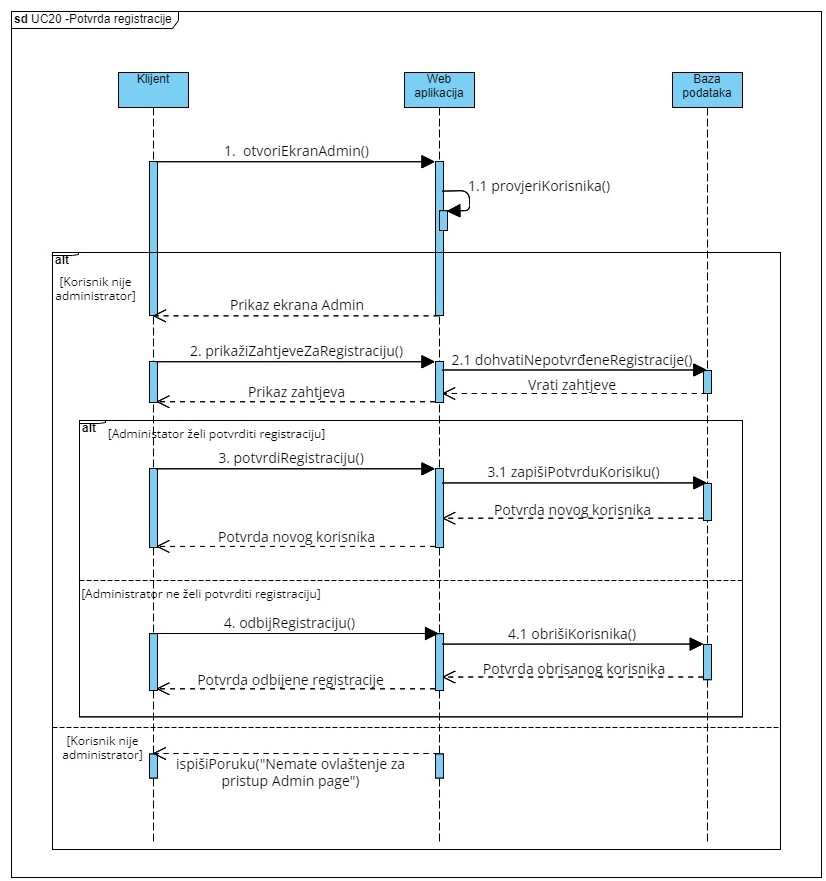 sd UC20 -Potvrda registracije
Klijent
Web
aplikacija
Baza
podataka
1. otvoriEkranAdmin()
1.1 provjeriKorisnika()
alt
[Korisnik nije
administrator]
Prikaz ekrana Admin
2. prikažiZahtjeveZaRegistraciju()
2.1 dohvatiNepotvrđeneRegistracije()
Vrati zahtjeve
Prikaz zahtjeva
alt
[Administator želi potvrditi registraciju]
3. potvrdiRegistraciju()
3.1 zapišiPotvrduKorisiku()
Potvrda novog korisnika
Potvrda novog korisnika
[Administrator ne želi potvrditi registraciju]
4. odbijRegistraciju()
4.1 obrišiKorisnika()
Potvrda obrisanog korisnika
Potvrda odbijene registracije
[Korisnik nije
administrator]
ispišiPoruku("Nemate ovlaštenje za
pristup Admin page")